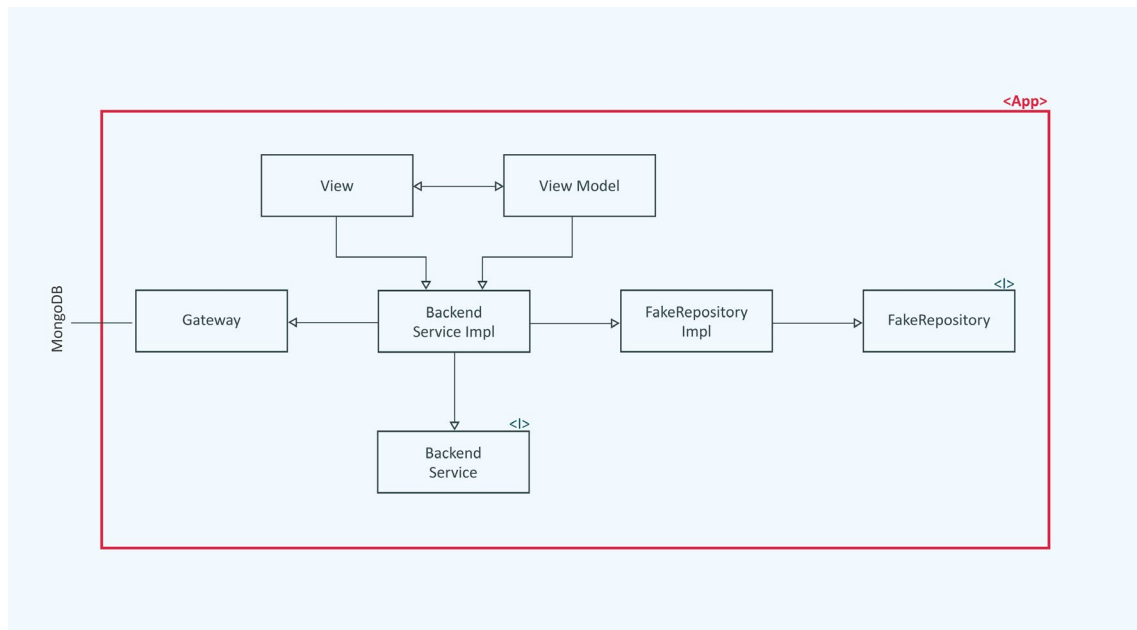 <App>
View
View Model
MongoDB
Gateway
Backend
Service Impl
FakeRepository
Impl
<I>
FakeRepository
<I>
Backend
Service